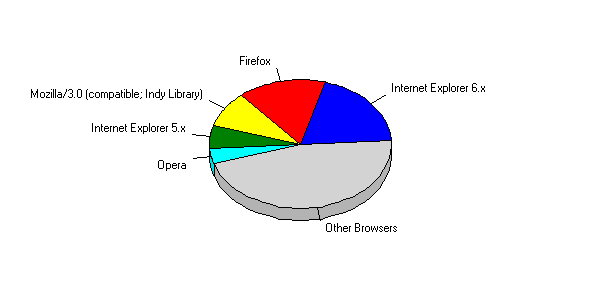 Firefox
Internet Explorer 6.x
Mozilla/3.0 (compatible; Indy Library)
Internet Explorer 5.x
Opera
Other Browsers